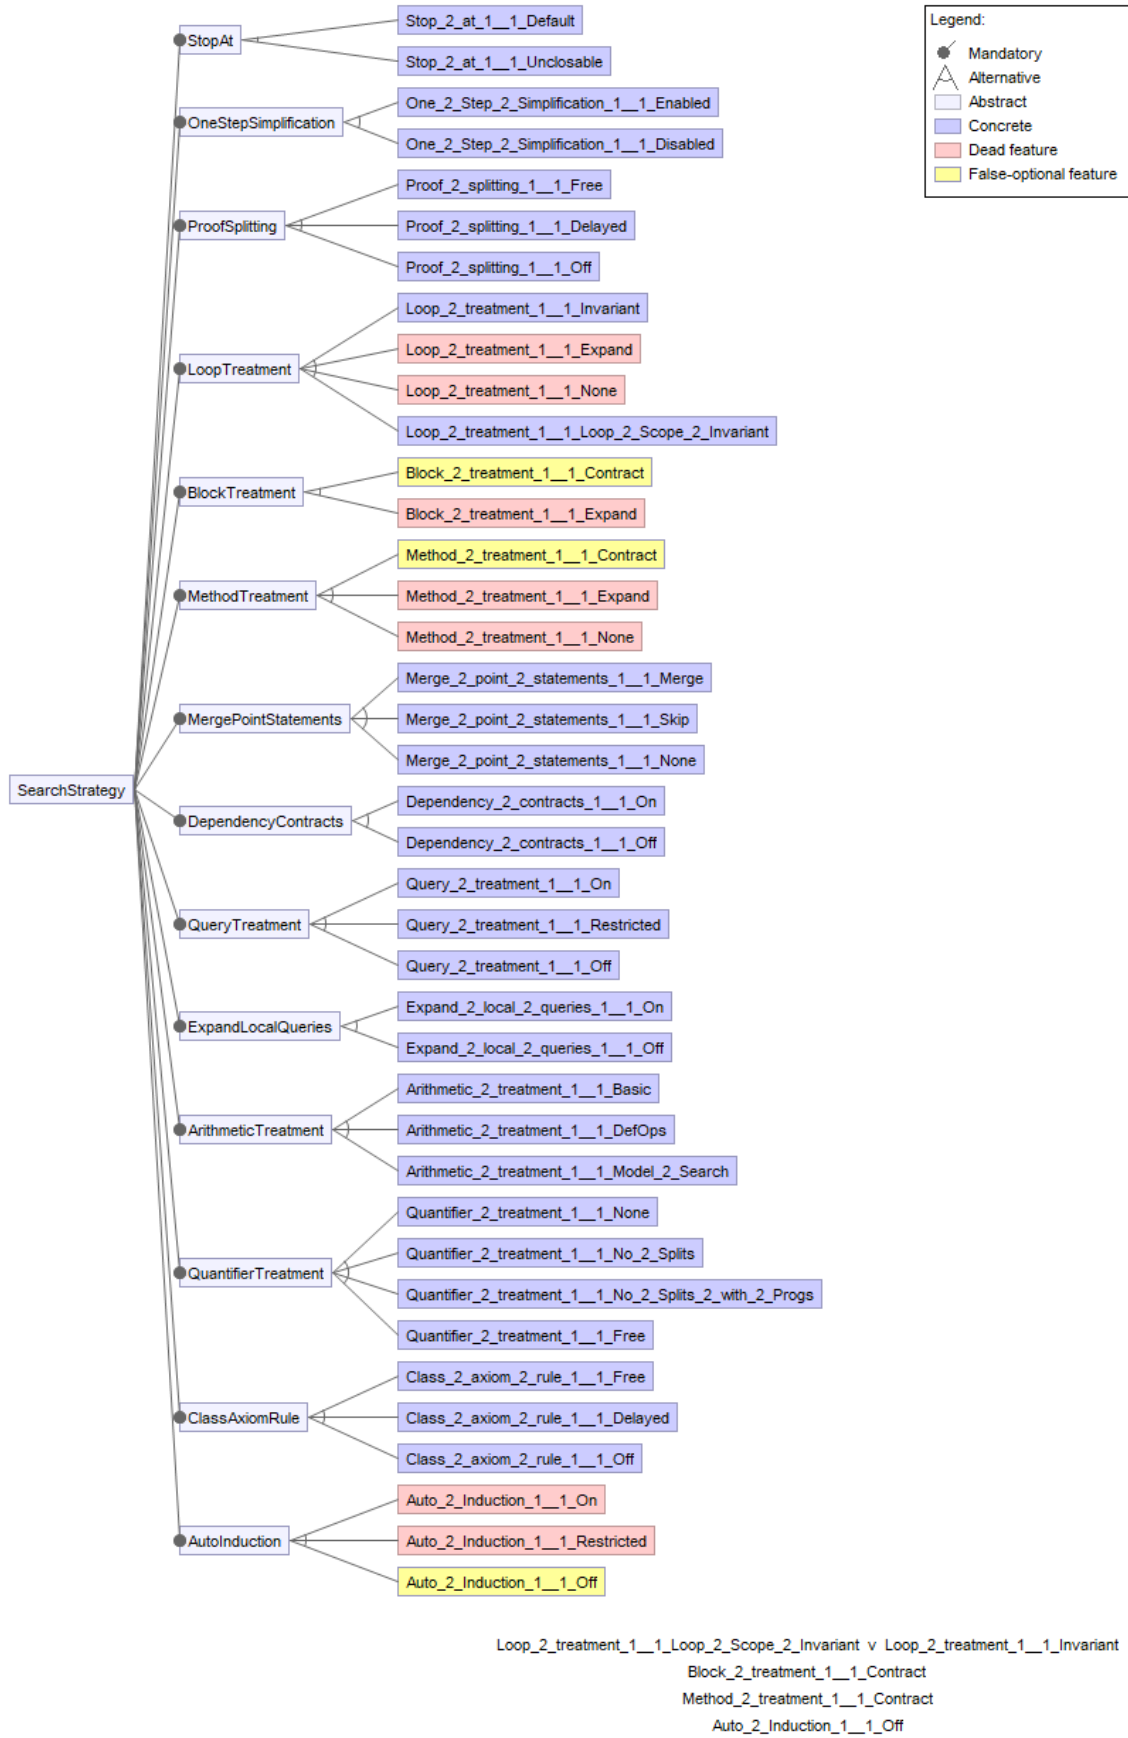 Stop_2_at_1__1_Default
StopAt
Stop_2_at_1__1_Unclosable
One_2_Step_2_Simplification_1__1_Enabled
OneStepSimplification
One_2_Step_2_Simplification_1__1_Disabled
Proof_2_splitting_1__1_Free
ProofSplitting
Proof_2_splitting_1__1_Delayed
Proof_2_splitting_1__1_Off
Loop_2_treatment_1__1_Invariant
Loop_2_treatment_1__1_Expand
LoopTreatment
Loop_2_treatment_1__1_None
Loop_2_treatment_1__1_Loop_2_Scope_2_Invariant
Block_2_treatment_1__1_Contract
BlockTreatment
Block_2_treatment_1__1_Expand
Method_2_treatment_1__1_Contract
MethodTreatment
Method_2_treatment_1__1_Expand
Method_2_treatment_1__1_None
Merge_2_point_2_statements_1__1_Merge
MergePointStatements
Merge_2_point_2_statements_1__1_Skip
Merge_2_point_2_statements_1__1_None
SearchStrategy
Dependency_2_contracts_1__1_On
DependencyContracts
Dependency_2_contracts_1__1_Off
Query_2_treatment_1__1_On
QueryTreatment
Query_2_treatment_1__1_Restricted
Query_2_treatment_1__1_Off
Expand_2_local_2_queries_1__1_On
ExpandLocalQueries
Expand_2_local_2_queries_1__1_Off
Arithmetic_2_treatment_1__1_Basic
ArithmeticTreatment
Arithmetic_2_treatment_1__1_DefOps
Arithmetic_2_treatment_1__1_Model_2_Search
Quantifier_2_treatment_1__1_None
Quantifier_2_treatment_1__1_No_2_Splits
QuantifierTreatment
Quantifier_2_treatment_1__1_No_2_Splits_2_with_2_Progs
Quantifier_2_treatment_1__1_Free
Class_2_axiom_2_rule_1__1_Free
ClassAxiomRule
Class_2_axiom_2_rule_1__1_Delayed
Class_2_axiom_2_rule_1__1_Off
Auto_2_Induction_1__1_On
AutoInduction
Auto_2_Induction_1__1_Restricted
Auto_2_Induction_1__1_Off
Legend:
Mandatory
Alternative
Abstract
Concrete
Dead feature
False-optional feature
Loop_2_treatment_1__1_Loop_2_Scope_2_Invariant v Loop_2_treatment_1__1_Invariant
Block_2_treatment_1__1_Contract
Method_2_treatment_1__1_Contract
Auto_2_Induction_1__1_Off